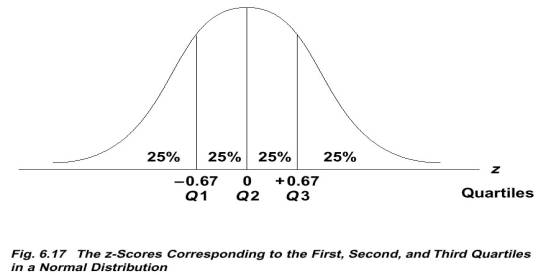 25% 25% 25% 25%
z
−0.67 0 +0.67
Q1 Q2 Q3 Quartiles
Fig. 6.17 The z-Scores Corresponding to the First, Second, and Third Quartiles
in a Normal Distribution